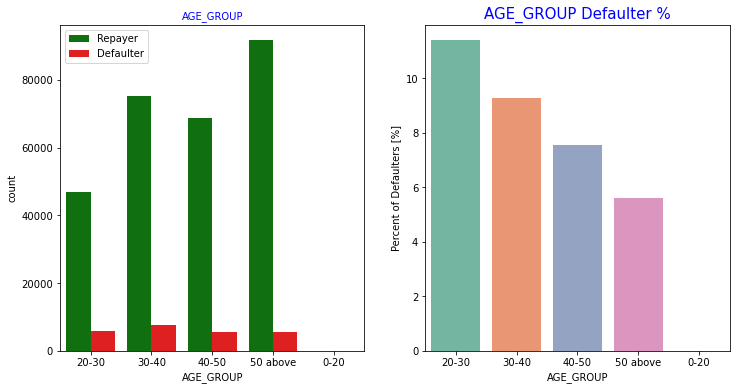 AGE_GROUP
Repayer
Defaulter
80000
60000
40000
20000
0
count
20-30 30-40 40-50 50 above 0-20
AGE_GROUP
AGE_GROUP Defaulter %
10
8
6
4
2
0
Percent of Defaulters [%]
20-30 30-40 40-50 50 above 0-20
AGE_GROUP